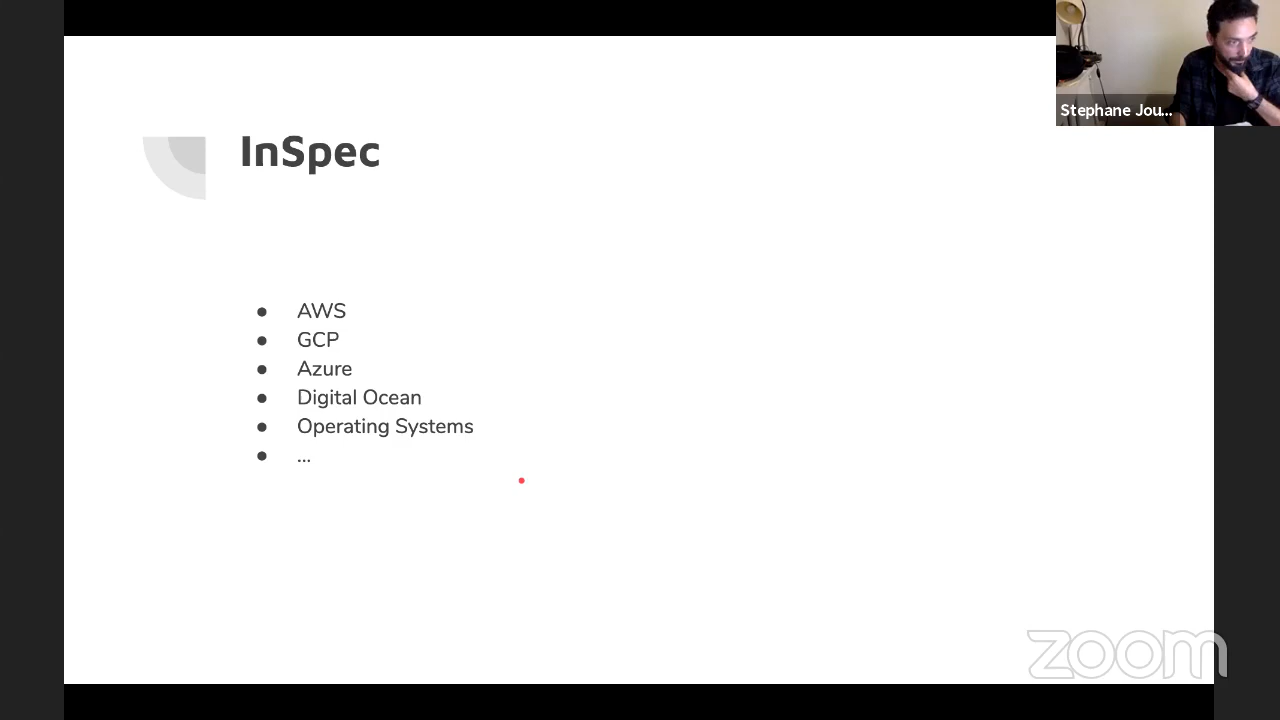 InSpec
Stephane Jou...
● AWS
● GCP
● Azure
● Digital Ocean
● Operating Systems
● ...
zoom